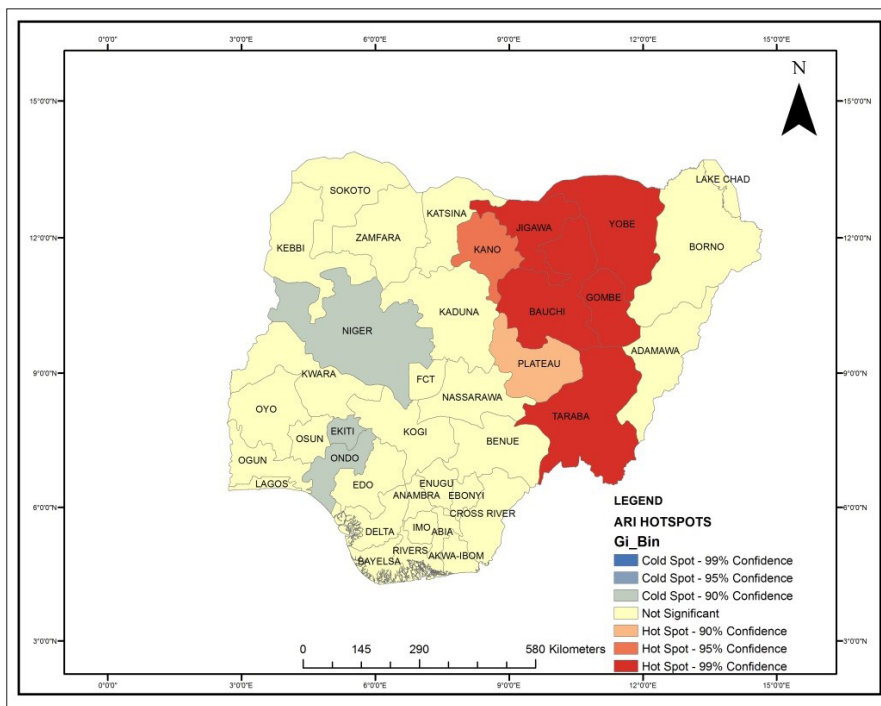 0°0'0" 3°0'0"E 6°0'0"E 9°0'0"E 12°0'0"E 15°0'0"E
N
15°0'0"N 15°0'0"N
LAKE CHAD
SOKOTO
KATSINA
YOBE
JIGAWA
ZAMFARA
12°0'0"N 12°0'0"N
KEBBI
KANO
BORNO
GOMBE
KADUNA
BAUCHI
NIGER
ADAMAWA
PLATEAU
9°0'0"N 9°0'0"N
KWARA
FCT
NASSARAWA
OYO
TARABA
EKITI
KOGI
OSUN
BENUE
ONDO
OGUN
LAGOS
EDO
ENUGU
6°0'0"N 6°0'0"N
ANAMBRA EBONYI
CROSS RIVER
DELTA
IMO ABIA
RIVERS
BAYELSA
AKWA-IBOM
LEGEND
ARI HOTSPOTS
Gi_Bin
Cold Spot - 99% Confidence
Cold Spot - 95% Confidence
Cold Spot - 90% Confidence
Not Significant
Hot Spot - 90% Confidence
Hot Spot - 95% Confidence
Hot Spot - 99% Confidence
3°0'0"N 3°0'0"N
0 145 290 580 Kilometers
0°0'0" 3°0'0"E 6°0'0"E 9°0'0"E 12°0'0"E 15°0'0"E